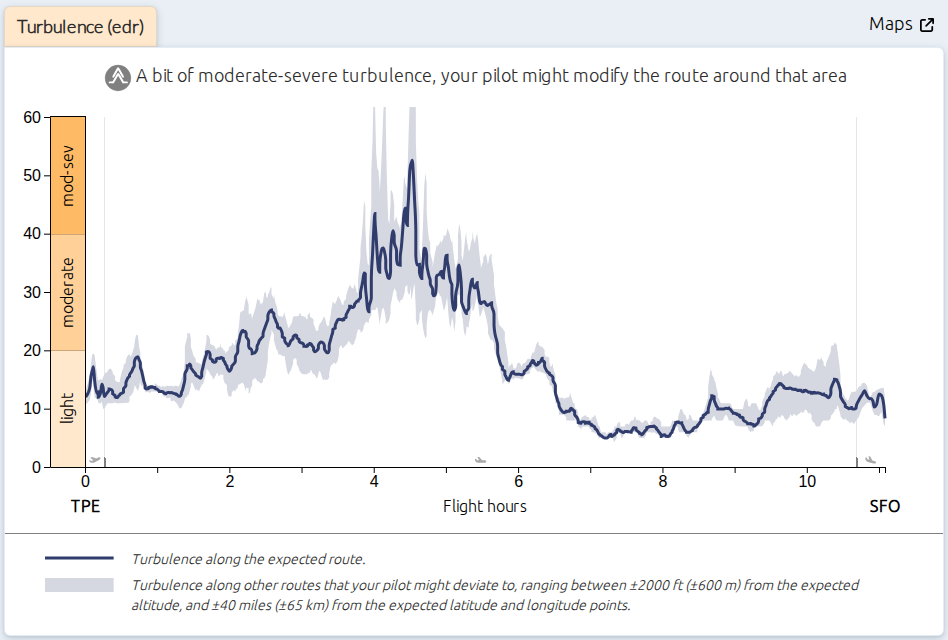 Turbulence (edr)
Maps
A bit of moderate-severe turbulence, your pilot might modify the route around that area
60
50
40
30
20
10
0
mod-sev
moderate
light
0 2 4 6 8 10
TPE Flight hours SFO
Turbulence along the expected route.
Turbulence along other routes that your pilot might deviate to, ranging between ±2000 ft (±600 m) from the expected
altitude, and ±40 miles (±65 km) from the expected latitude and longitude points.